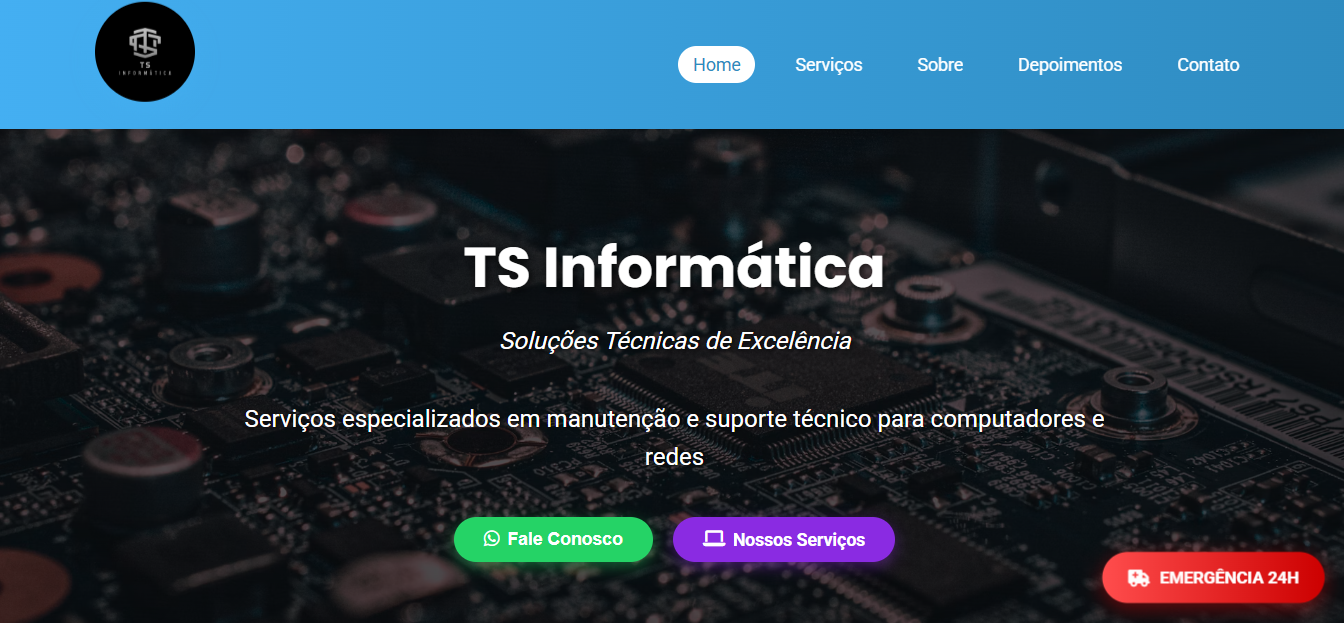 TS
INFORMÁTICA
Home
Serviços
Sobre
Depoimentos
Contato
TS Informática
Soluções Técnicas de Excelência
Serviços especializados em manutenção e suporte técnico para computadores e
redes
Fale Conosco
Nossos Serviços
EMERGÊNCIA 24H